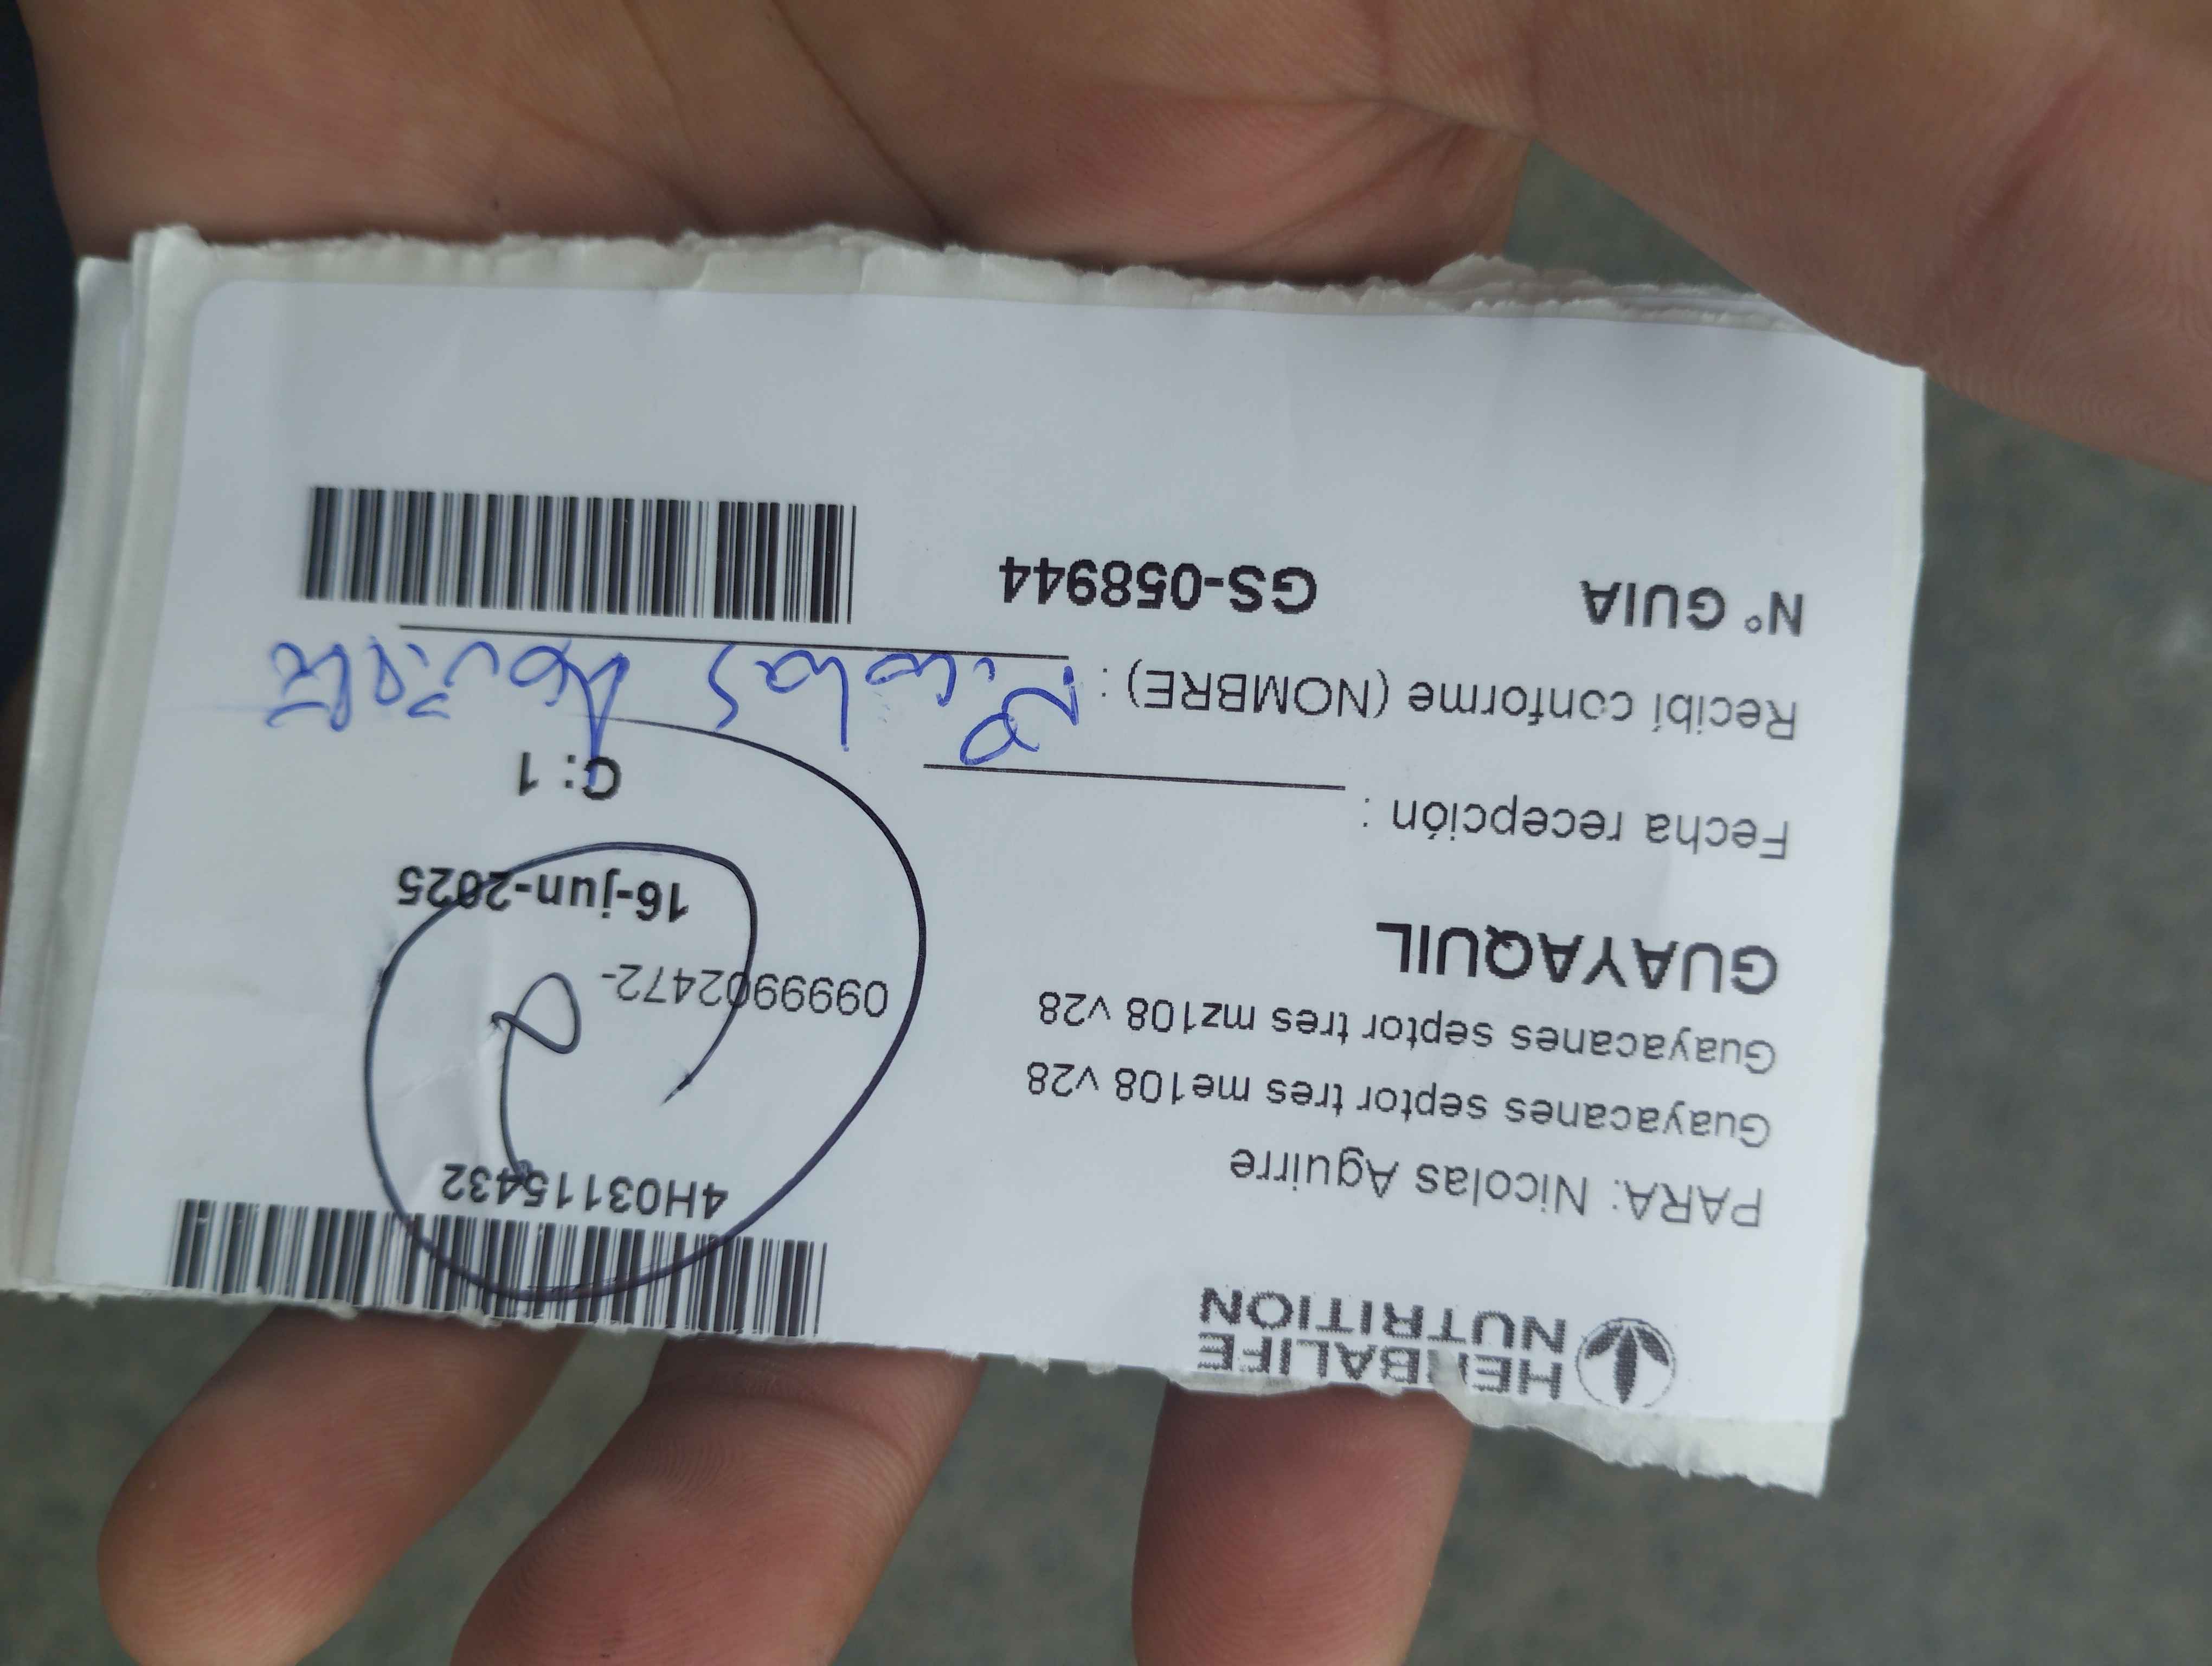 HERBALIFE
NUTRITION
4H03115432
PARA: Nicolas Aguirre
Guayacanes septor tres me108 v28
Guayacanes septor tres mz108 v28
0999902472-
GUAYAQUIL
16-jun-2025
Fecha recepción :
C: 1
Recibí conforme (NOMBRE) : Nicolas
N° GUIA GS-058944